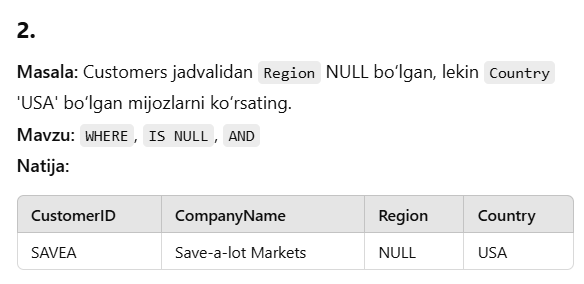 2.
Masala: Customers jadvalidan Region NULL bo‘lgan, lekin Country
'USA' bo‘lgan mijozlarni ko‘rsating.
Mavzu: WHERE, IS NULL, AND
Natija:
CustomerID CompanyName Region Country
SAVEA Save-a-lot Markets NULL USA